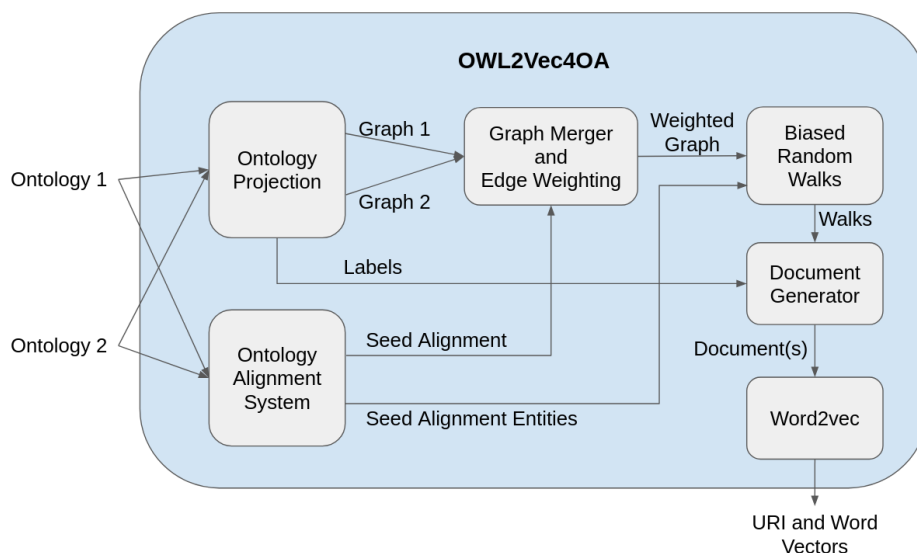 OWL2Vec4OA
Ontology 1
Ontology 2
Ontology
Projection
Graph 1
Graph 2
Graph Merger
and
Edge Weighting
Weighted
Graph
Biased
Random
Walks
Walks
Labels
Document
Generator
Ontology
Alignment
System
Seed Alignment
Seed Alignment Entities
Document(s)
Word2vec
URI and Word
Vectors